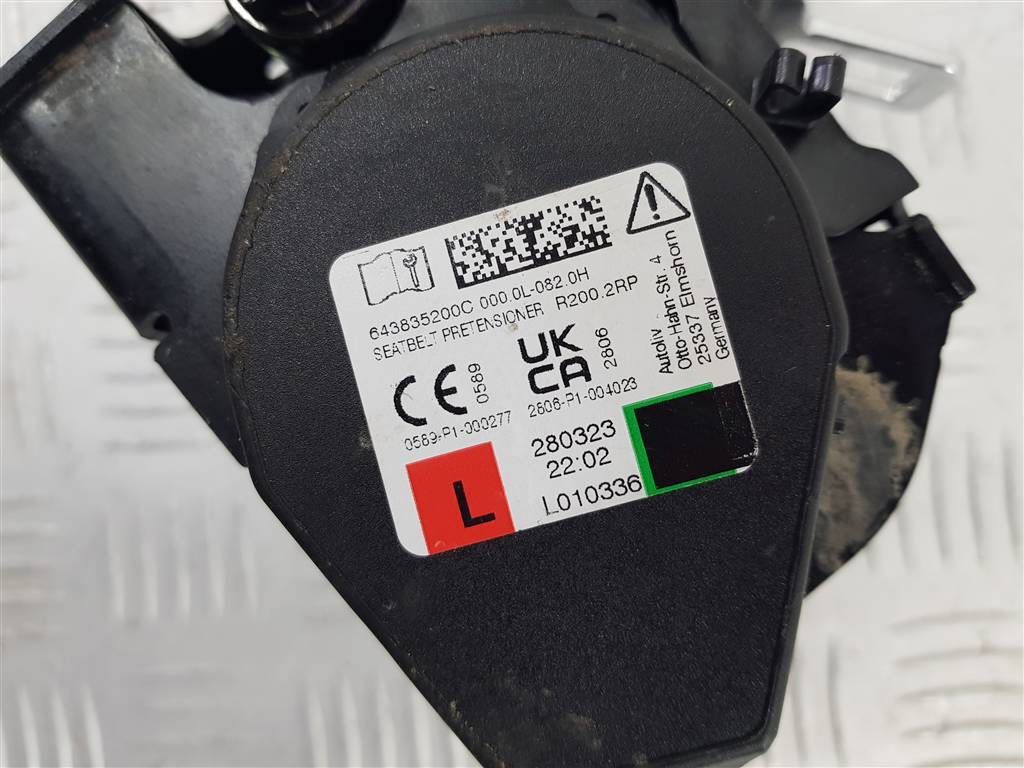 643835200C 000.0L-082.0H
SEATBELT PRETENSIONER R200.2RP
CE 0589
UK
CA
2806
0589-P1-000277
2806-P1-004023
Autoliv
Otto-Hahn-Str. 4
25337 Elmshorn
Germany
L
280323
22:02
L010336